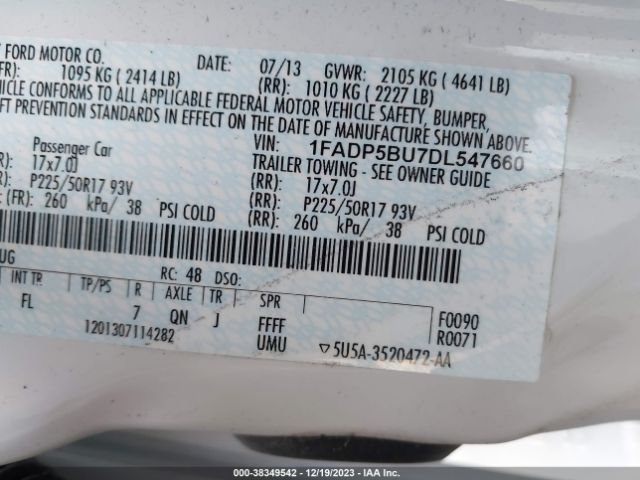 FORD MOTOR CO.
DATE: 07/13 GVWR: 2105 KG ( 4641 LB)
FR): 1095 KG ( 2414 LB) (RR): 1010 KG ( 2227 LB)
VEHICLE CONFORMS TO ALL APPLICABLE FEDERAL MOTOR VEHICLE SAFETY, BUMPER,
FT PREVENTION STANDARDS IN EFFECT ON THE DATE OF MANUFACTURE SHOWN ABOVE.
VIN: 1FADP5BU7DL547660
Passenger Car TRAILER TOWING - SEE OWNER GUIDE
(RR): 17x7.0J
17x7.0J
(RR): P225/50R17 93V
P225/50R17 93V
(RR): 260 kPa/ 38 PSI COLD
(FR): 260 kPa/ 38 PSI COLD
UG
RC: 48 DSO:
INT TR TP/PS R AXLE TR SPR
FL 7 QN J FFFF F0090
UMU R0071
1201307114282
▽5U5A-3520472-AA
000-38349542 - 12/19/2023 - IAA Inc.